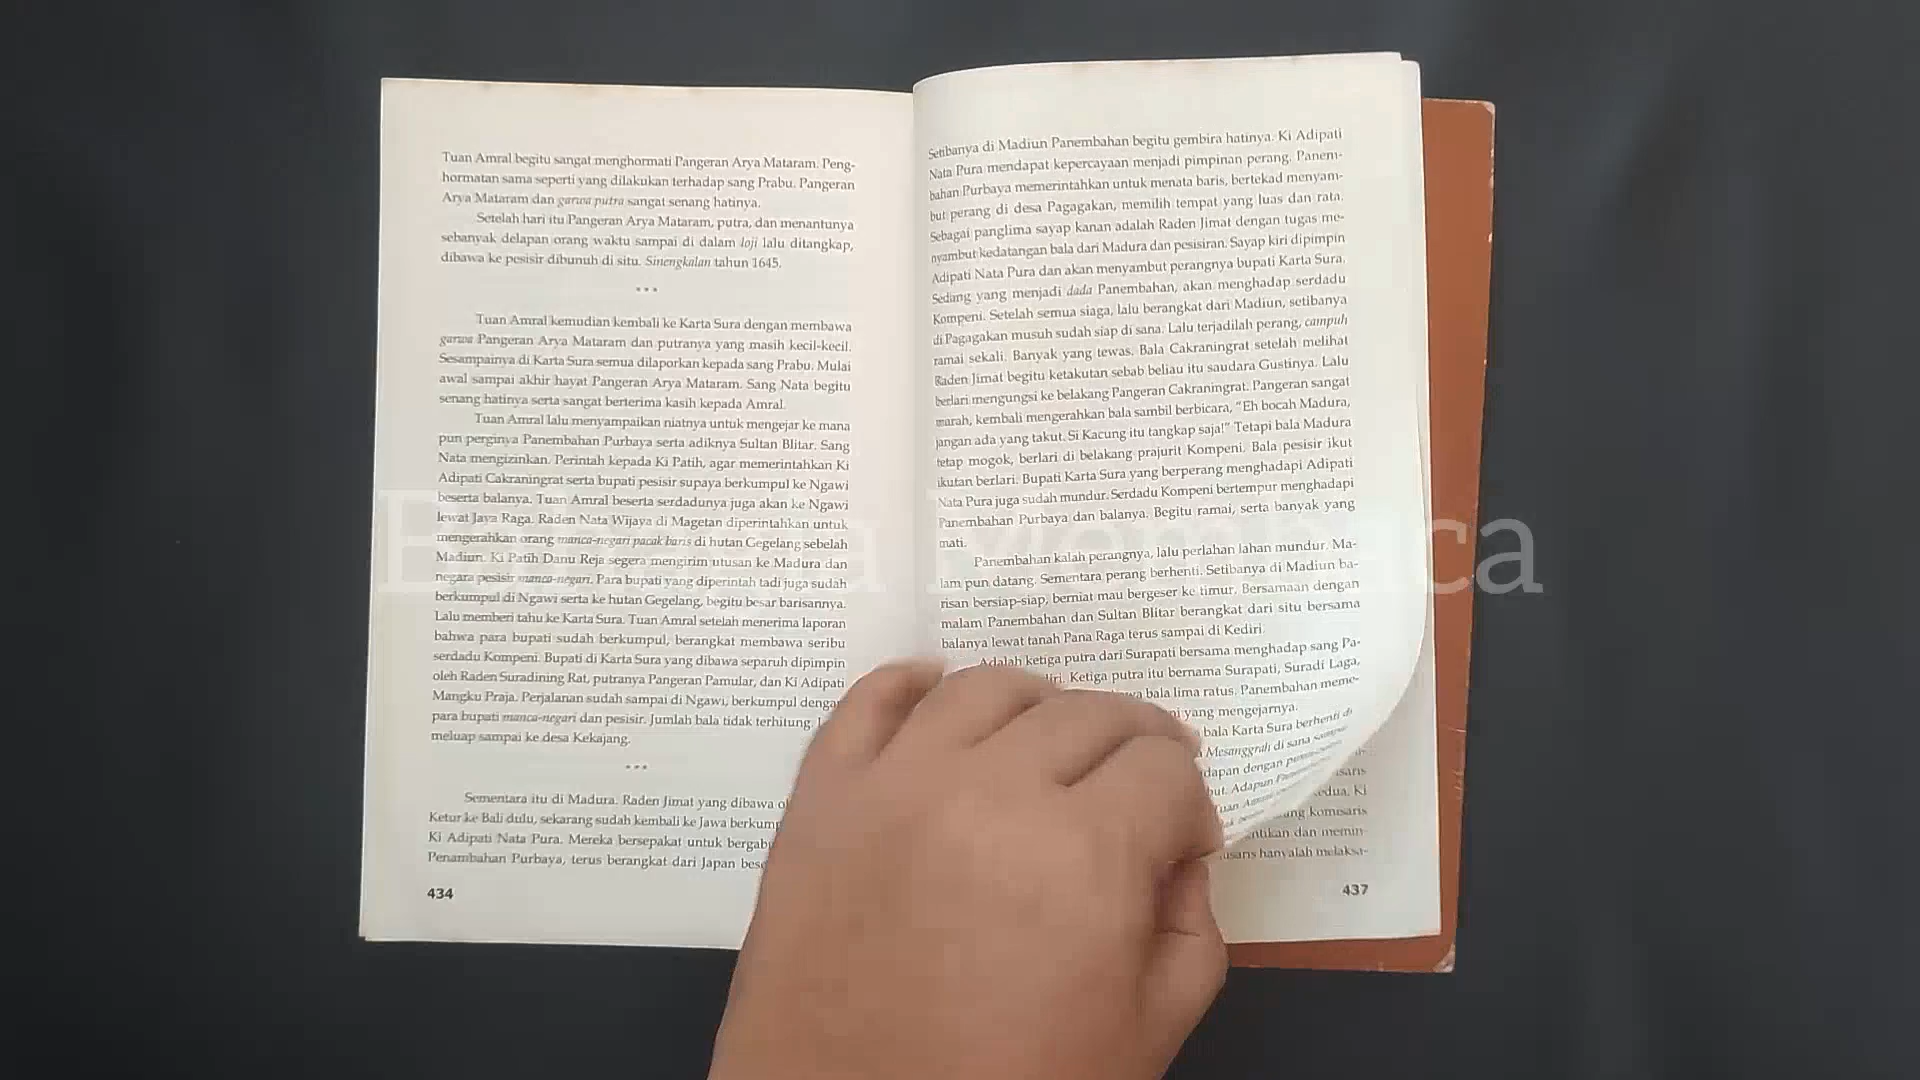 Tuan Amral begitu sangat menghormati Pangeran Arya Mataram. Peng-
hormatan sama seperti yang dilakukan terhadap sang Prabu. Pangeran
Arya Mataram dan garwa putra sangat senang hatinya.
Setelah hari itu Pangeran Arya Mataram, putra, dan menantunya
sebanyak delapan orang waktu sampai di dalam loji lalu ditangkap,
dibawa ke pesisir dibunuh di situ. Sinengkalan tahun 1645.
***
Tuan Amral kemudian kembali ke Karta Sura dengan membawa
garwa Pangeran Arya Mataram dan putranya yang masih kecil-kecil.
Sesampainya di Karta Sura semua dilaporkan kepada sang Prabu. Mulai
awal sampai akhir hayat Pangeran Arya Mataram. Sang Nata begitu
senang hatinya serta sangat berterima kasih kepada Amral.
Tuan Amral lalu menyampaikan niatnya untuk mengejar ke mana
pun perginya Panembahan Purbaya serta adiknya Sultan Blitar. Sang
Nata mengizinkan. Perintah kepada Ki Patih, agar memerintahkan Ki
Adipati Cakraningrat serta bupati pesisir supaya berkumpul ke Ngawi
beserta balanya. Tuan Amral beserta serdadunya juga akan ke Ngawi
lewat Jaya Raga. Raden Nata Wijaya di Magetan diperintahkan untuk
mengerahkan orang manca-negari pacak baris di hutan Gegelang sebelah
Madiun. Ki Patih Danu Reja segera mengirim utusan ke Madura dan
negara pesisir manca-negari. Para bupati yang diperintah tadi juga sudah
berkumpul di Ngawi serta ke hutan Gegelang, begitu besar barisannya.
Lalu memberi tahu ke Karta Sura. Tuan Amral setelah menerima laporan
bahwa para bupati sudah berkumpul, berangkat membawa seribu
serdadu Kompeni. Bupati di Karta Sura yang dibawa separuh dipimpin
oleh Raden Suradining Rat, putranya Pangeran Pamular, dan Ki Adipati
Mangku Praja. Perjalanan sudah sampai di Ngawi, berkumpul dengan
para bupati manca-negari dan pesisir. Jumlah bala tidak terhitung.
meluap sampai ke desa Kekajang.
***
Sementara itu di Madura. Raden Jimat yang dibawa
Ketur ke Bali dulu, sekarang sudah kembali ke Jawa
Ki Adipati Nata Pura. Mereka bersepakat untuk
Penambahan Purbaya, terus berangkat dari Japan
434
Setibanya di Madiun Panembahan begitu gembira hatinya. Ki Adipati
Nata Pura mendapat kepercayaan menjadi pimpinan perang. Panem-
bahan Purbaya memerintahkan untuk menata baris, bertekad menyam-
but perang di desa Pagagakan, memilih tempat yang luas dan rata.
Sebagai panglima sayap kanan adalah Raden Jimat dengan tugas me-
nyambut kedatangan bala dari Madura dan pesisiran. Sayap kiri dipimpin
Adipati Nata Pura dan akan menyambut perangnya bupati Karta Sura.
Sedang yang menjadi dada Panembahan, akan menghadap serdadu
Kompeni. Setelah semua siaga, lalu berangkat dari Madiun, setibanya
di Pagagakan musuh sudah siap di sana. Lalu terjadilah perang, campuh
ramai sekali. Banyak yang tewas. Bala Cakraningrat setelah melihat
Raden Jimat begitu ketakutan sebab beliau itu saudara Gustinya. Lalu
berlari mengungsi ke belakang Pangeran Cakraningrat. Pangeran sangat
marah, kembali mengerahkan bala sambil berbicara, "Eh bocah Madura,
jangan ada yang takut. Si Kacung itu tangkap saja!" Tetapi bala Madura
tetap mogok, berlari di belakang prajurit Kompeni. Bala pesisir ikut
ikutan berlari. Bupati Karta Sura yang berperang menghadapi Adipati
Nata Pura juga sudah mundur. Serdadu Kompeni bertempur menghadapi
Panembahan Purbaya dan balanya. Begitu ramai, serta banyak yang
mati.
Panembahan kalah perangnya, lalu perlahan lahan mundur. Ma-
lam pun datang. Sementara perang berhenti. Setibanya di Madiun ba-
risan bersiap-siap, berniat mau bergeser ke timur. Bersamaan dengan
malam Panembahan dan Sultan Blitar berangkat dari situ bersama
balanya lewat tanah Pana Raga terus sampai di Kediri.
Adalah ketiga putra dari Surapati bersama menghadap sang Pa-
Ketiga putra itu bernama Surapati, Suradi Laga,
bala lima ratus. Panembahan meme-
yang mengejarnya.
bala Karta Sura berhenti di
Mesanggrah di sana
dengan
Adapun
Ki
komisaris
dan memin-
hanyalah melaksa-
437